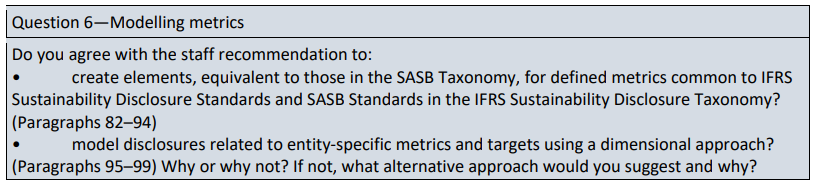 Question 6—Modelling metrics
Do you agree with the staff recommendation to:
• create elements, equivalent to those in the SASB Taxonomy, for defined metrics common to IFRS
Sustainability Disclosure Standards and SASB Standards in the IFRS Sustainability Disclosure Taxonomy?
(Paragraphs 82–94)
• model disclosures related to entity-specific metrics and targets using a dimensional approach?
(Paragraphs 95–99) Why or why not? If not, what alternative approach would you suggest and why?